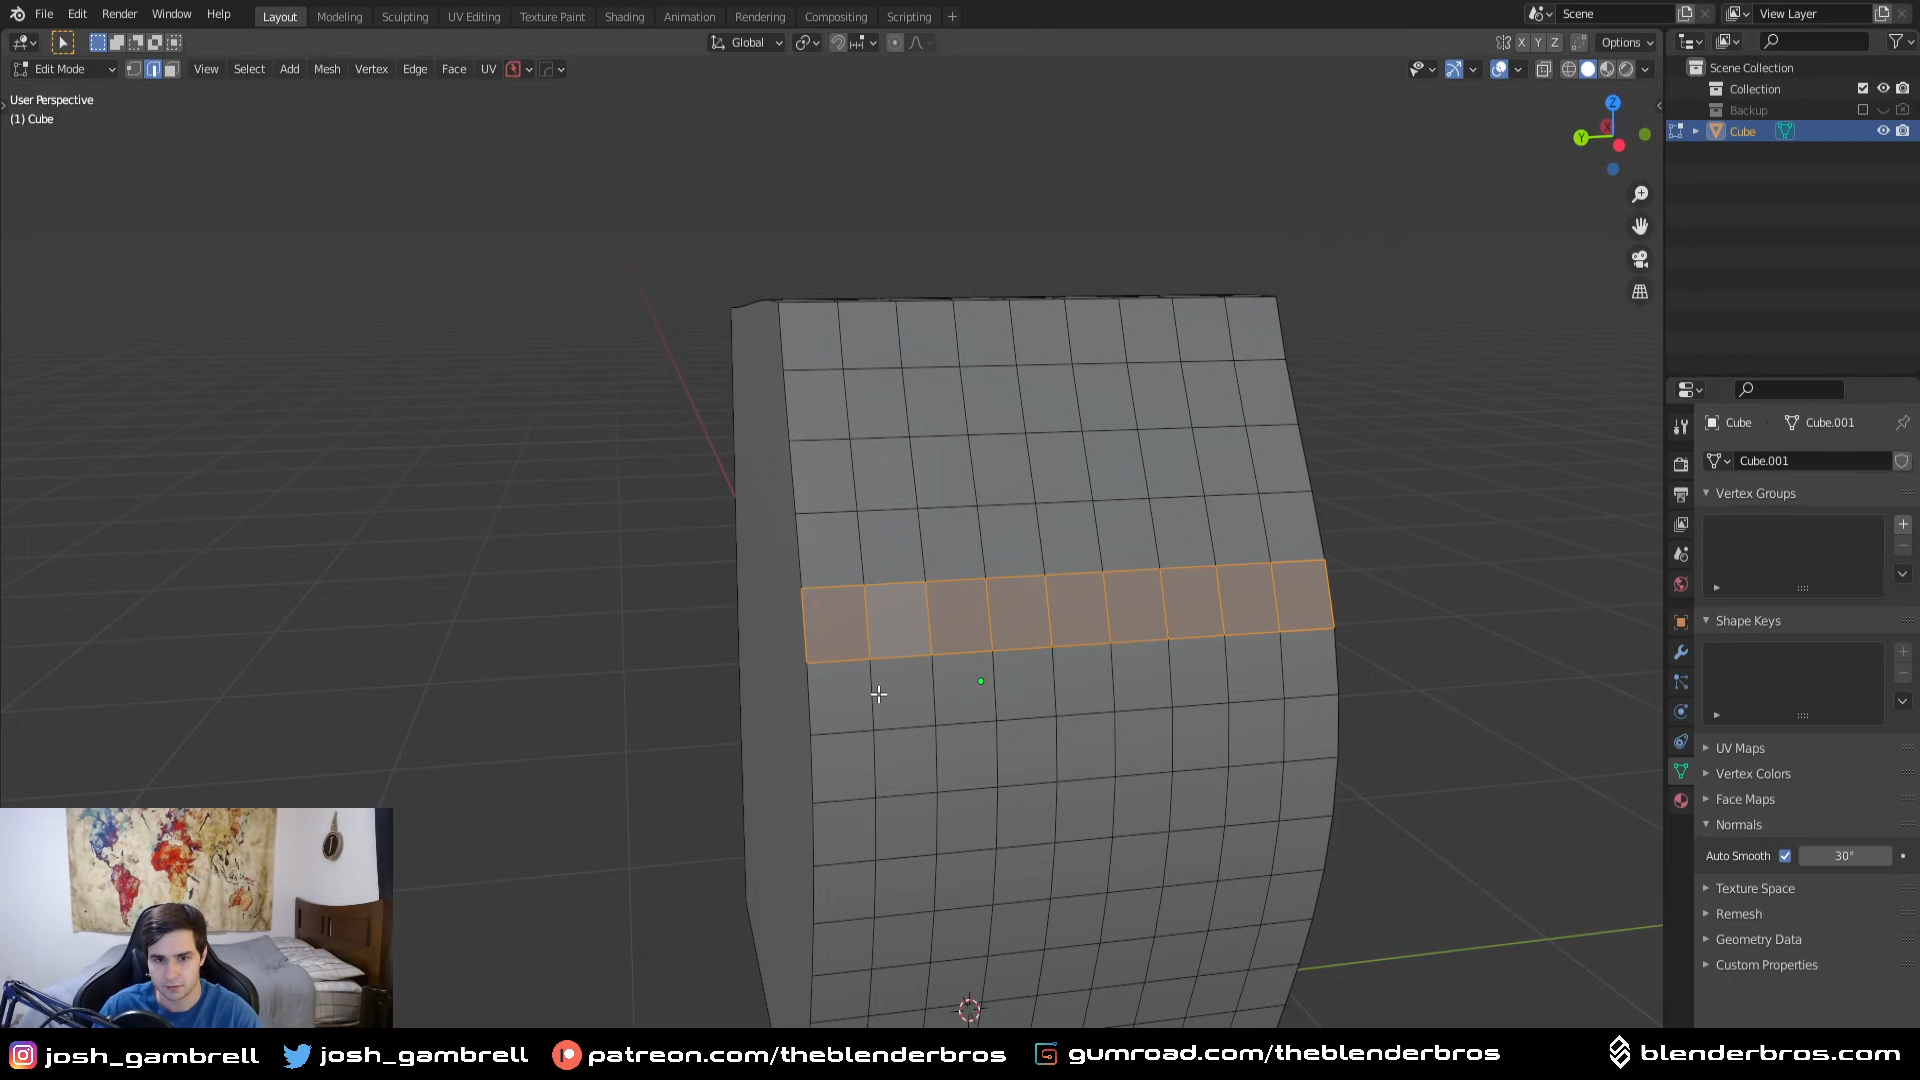 File Edit Render Window Help Layout Modeling Sculpting UV Editing Texture Paint Shading Animation Rendering Compositing Scripting + Scene View Layer
Global X Y Z Options
Edit Mode View Select Add Mesh Vertex Edge Face UV
User Perspective
(1) Cube
Z
X
Y
Scene Collection
Collection
Backup
Cube
Cube Cube.001
Cube.001
Vertex Groups
Shape Keys
UV Maps
Vertex Colors
Face Maps
Normals
Auto Smooth 30°
Texture Space
Remesh
Geometry Data
Custom Properties
josh_gambrell josh_gambrell patreon.com/theblenderbros gumroad.com/theblenderbros blenderbros.com